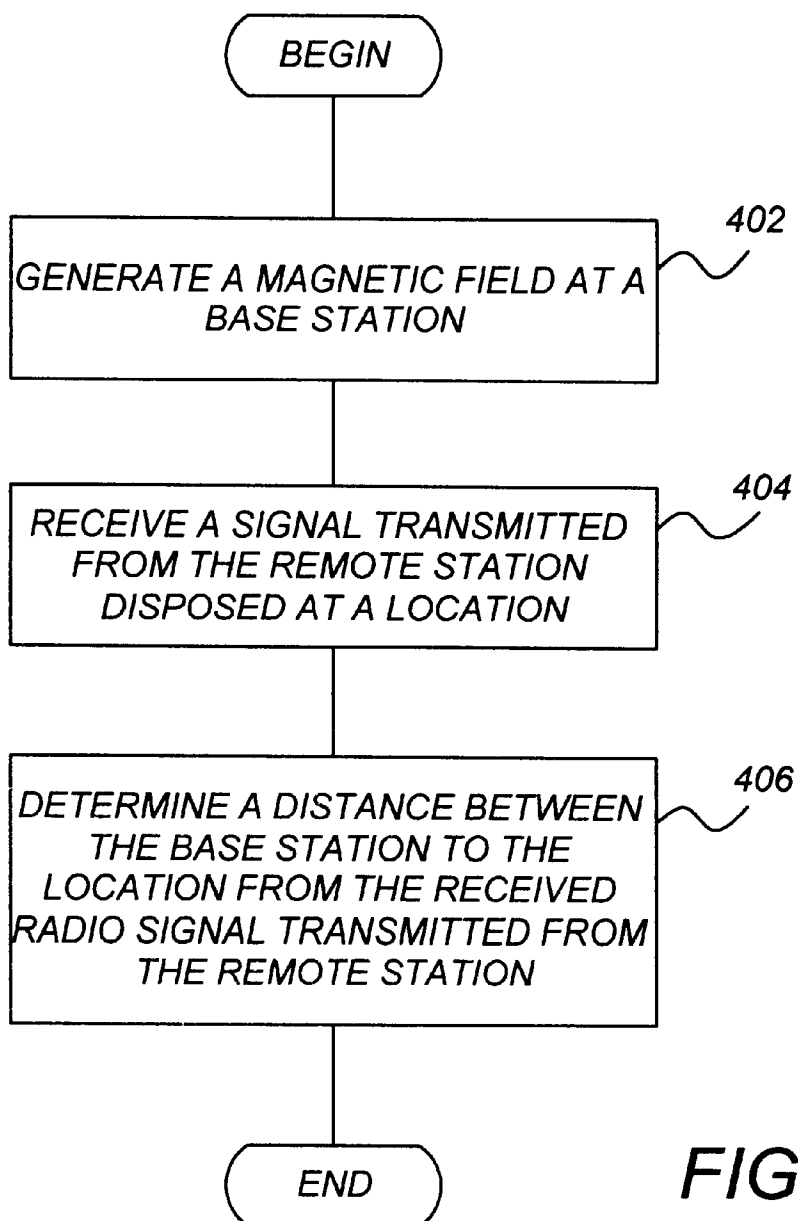 BEGIN
402
GENERATE A MAGNETIC FIELD AT A
BASE STATION
404
RECEIVE A SIGNAL TRANSMITTED
FROM THE REMOTE STATION
DISPOSED AT A LOCATION
406
DETERMINE A DISTANCE BETWEEN
THE BASE STATION TO THE
LOCATION FROM THE RECEIVED
RADIO SIGNAL TRANSMITTED FROM
THE REMOTE STATION
END
FIG